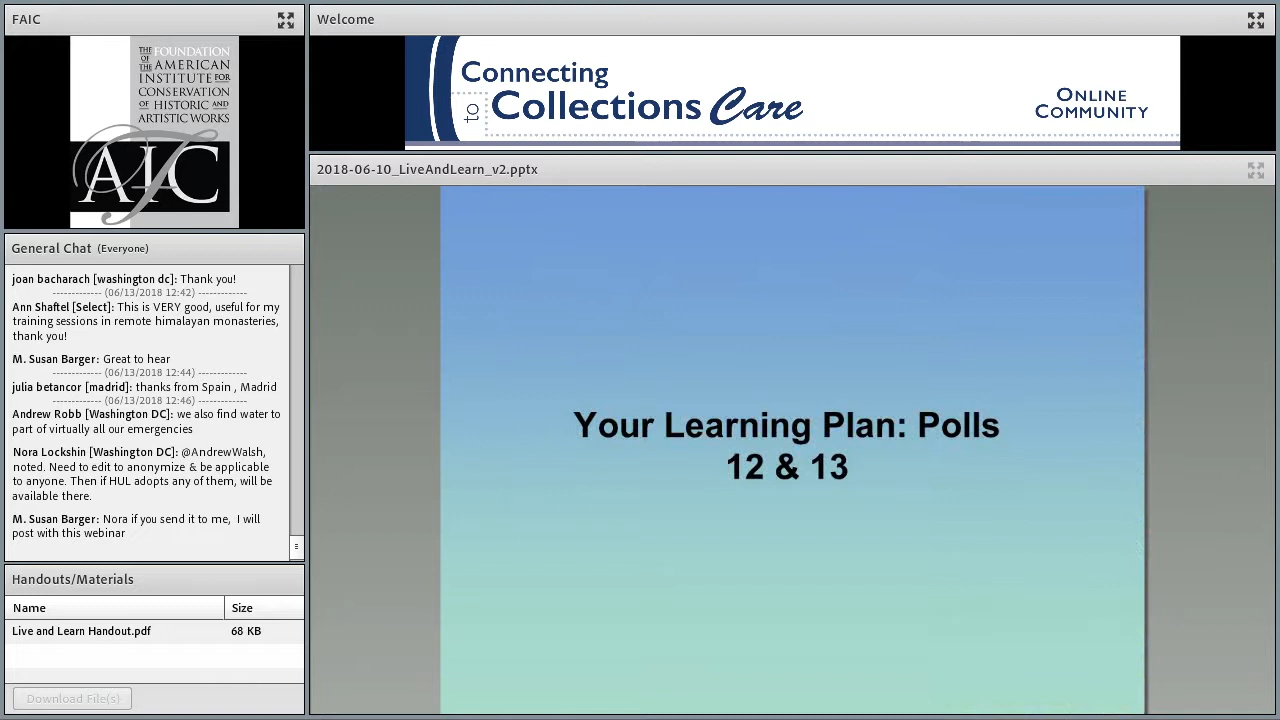 FAIC
THE FOUNDATION
OF THE AMERICAN
INSTITUTE FOR
CONSERVATION
OF HISTORIC AND
ARTISTIC WORKS
AIC
General Chat (Everyone)
joan bacharach [washington dc]: Thank you!
------------- (06/13/2018 12:42) -------------
Ann Shaftel [Select]: This is VERY good, useful for my
training sessions in remote himalayan monasteries,
thank you!
M. Susan Barger: Great to hear
------------- (06/13/2018 12:44) -------------
julia betancor [madrid]: thanks from Spain , Madrid
------------- (06/13/2018 12:46) -------------
Andrew Robb [Washington DC]: we also find water to
part of virtually all our emergencies
Nora Lockshin [Washington DC]: @AndrewWalsh,
noted. Need to edit to anonymize & be applicable
to anyone. Then if HUL adopts any of them, will be
available there.
M. Susan Barger: Nora if you send it to me,  I will
post with this webinar
Handouts/Materials
Name Size
Live and Learn Handout.pdf 68 KB
Download File(s)
Welcome
Connecting
to Collections Care
ONLINE
COMMUNITY
2018-06-10_LiveAndLearn_v2.pptx
Your Learning Plan: Polls
12 & 13